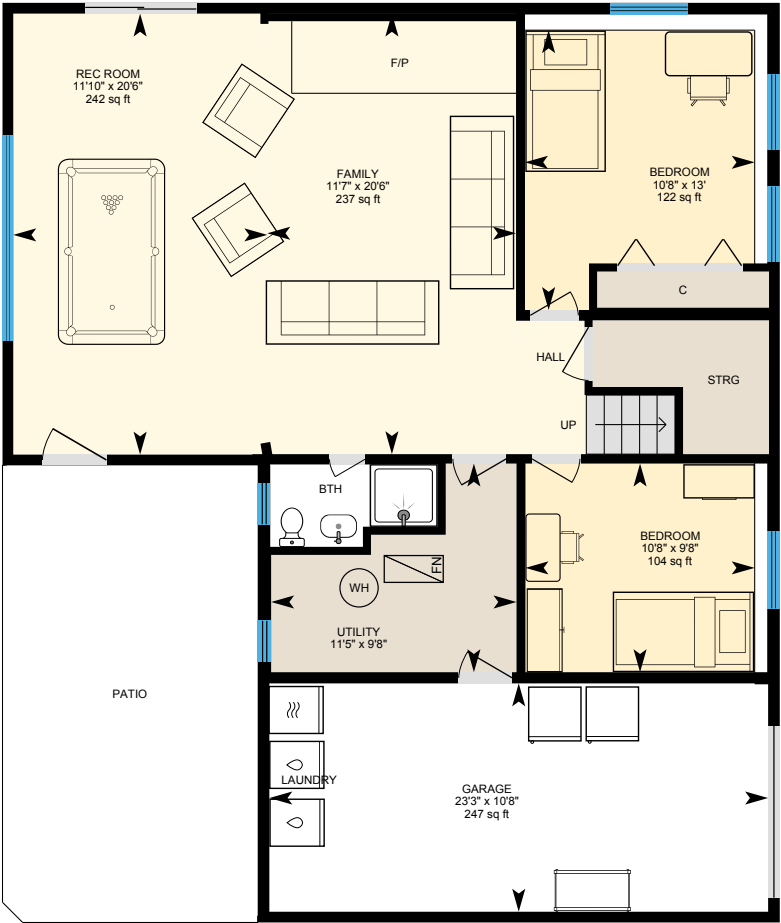 REC ROOM
11'10" x 20'6"
242 sq ft
F/P
FAMILY
11'7" x 20'6"
237 sq ft
BEDROOM
10'8" x 13'
122 sq ft
C
HALL
STRG
UP
BTH
FN
WH
UTILITY
11'5" x 9'8"
BEDROOM
10'8" x 9'8"
104 sq ft
PATIO
LAUNDRY
GARAGE
23'3" x 10'8"
247 sq ft